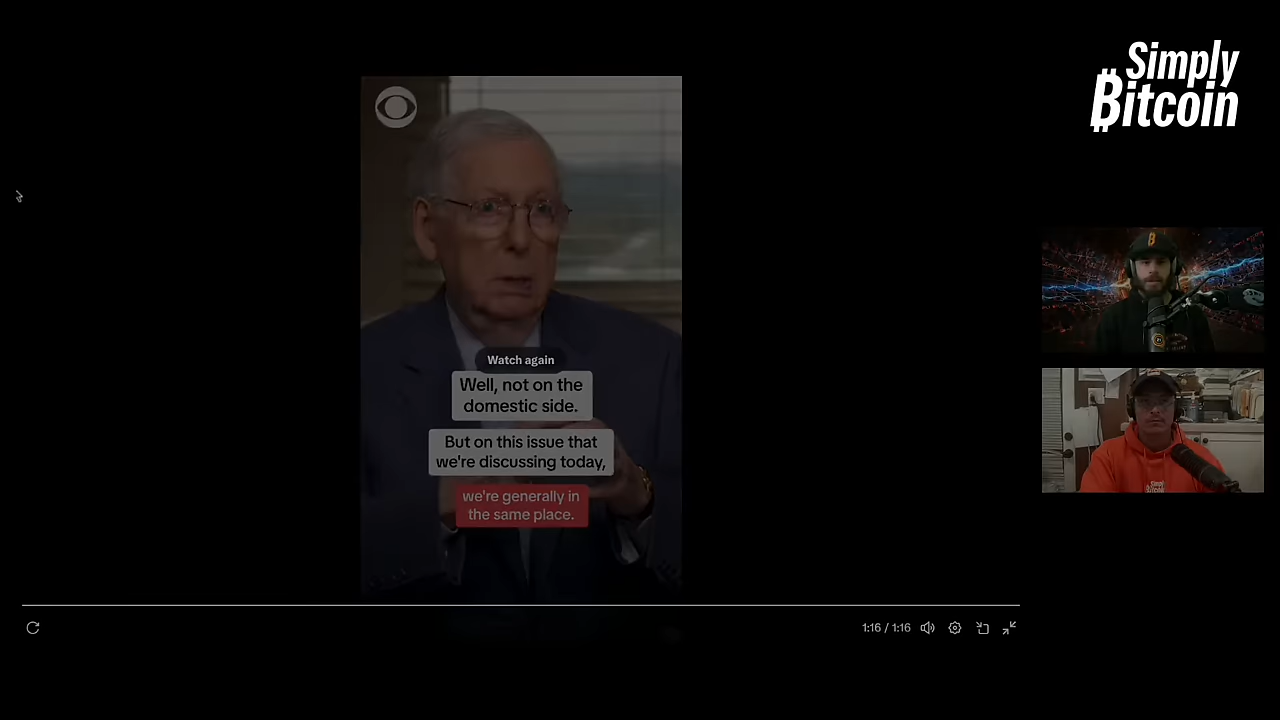 Simply
Bitcoin
Watch again
Well, not on the
domestic side.
But on this issue that
we're discussing today,
we're generally in
the same place.
1:16 / 1:16